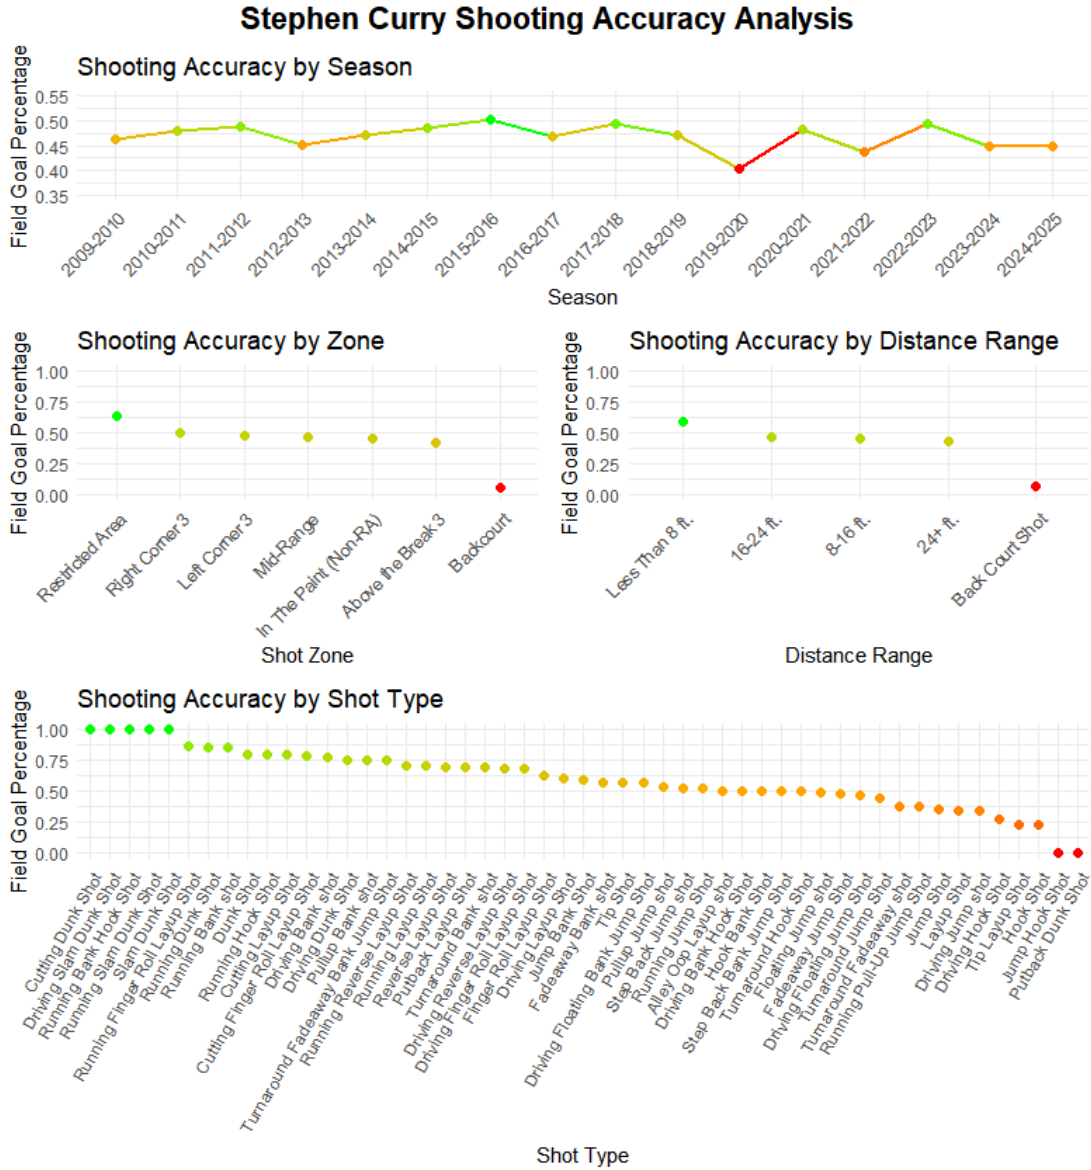 Stephen Curry Shooting Accuracy Analysis
Shooting Accuracy by Season
Field Goal Percentage
0.55
0.50
0.45
0.40
0.35
2009-2010
2010-2011
2011-2012
2012-2013
2013-2014
2014-2015
2015-2016
2016-2017
2017-2018
2018-2019
2019-2020
2020-2021
2021-2022
2022-2023
2023-2024
2024-2025
Season
Shooting Accuracy by Zone
Field Goal Percentage
1.00
0.75
0.50
0.25
0.00
Restricted Area
Right Corner 3
Left Corner 3
Mid-Range
In The Paint (Non-RA)
Above the Break 3
Backcourt
Shot Zone
Shooting Accuracy by Distance Range
Field Goal Percentage
1.00
0.75
0.50
0.25
0.00
Less Than 8 ft.
16-24 ft.
8-16 ft.
24+ ft.
Back Court Shot
Distance Range
Shooting Accuracy by Shot Type
Field Goal Percentage
1.00
0.75
0.50
0.25
0.00
Cutting Dunk Shot
Driving Slam Dunk Shot
Running Bank Hook Shot
Running Slam Dunk Shot
Slam Dunk Shot
Running Finger Roll Layup Shot
Running Dunk Shot
Running Bank shot
Dunk Shot
Running Hook Shot
Cutting Layup Shot
Cutting Finger Roll Layup Shot
Driving Bank shot
Driving Dunk Shot
Pullup Bank shot
Turnaround Fadeaway Bank Jump Shot
Running Reverse Layup Shot
Running Layup Shot
Reverse Layup Shot
Putback Layup Shot
Turnaround Bank shot
Driving Reverse Layup Shot
Driving Finger Roll Layup Shot
Finger Roll Layup Shot
Driving Layup Shot
Jump Bank Shot
Fadeaway Bank shot
Tip Shot
Driving Floating Bank Jump Shot
Pullup Jump shot
Step Back Jump shot
Running Jump Shot
Alley Oop Layup shot
Driving Bank Hook Shot
Hook Bank Shot
Step Back Bank Jump Shot
Turnaround Hook Shot
Floating Jump shot
Fadeaway Jump Shot
Driving Floating Jump Shot
Turnaround Jump Shot
Turnaround Fadeaway shot
Running Pull-Up Jump Shot
Jump Shot
Layup Shot
Driving Jump shot
Driving Hook Shot
Tip Layup Shot
Hook Shot
Jump Hook Shot
Putback Dunk Shot
Shot Type